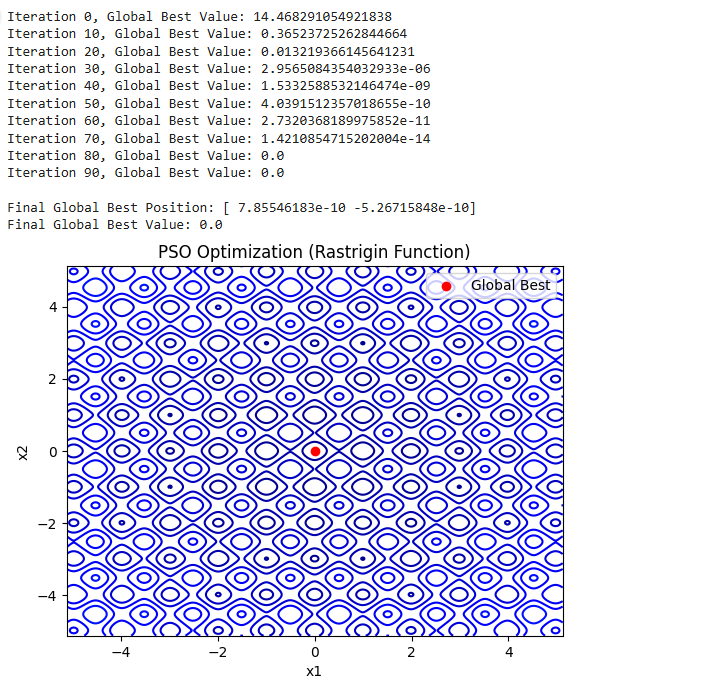 Iteration 0, Global Best Value: 14.468291054921838
Iteration 10, Global Best Value: 0.36523725262844664
Iteration 20, Global Best Value: 0.013219366145641231
Iteration 30, Global Best Value: 2.9565084354032933e-06
Iteration 40, Global Best Value: 1.5332588532146474e-09
Iteration 50, Global Best Value: 4.0391512357018655e-10
Iteration 60, Global Best Value: 2.7320368189975852e-11
Iteration 70, Global Best Value: 1.4210854715202004e-14
Iteration 80, Global Best Value: 0.0
Iteration 90, Global Best Value: 0.0
Final Global Best Position: [ 7.85546183e-10 -5.26715848e-10]
Final Global Best Value: 0.0
PSO Optimization (Rastrigin Function)
Global Best
4
2
0
−2
−4
x2
−4 −2 0 2 4
x1